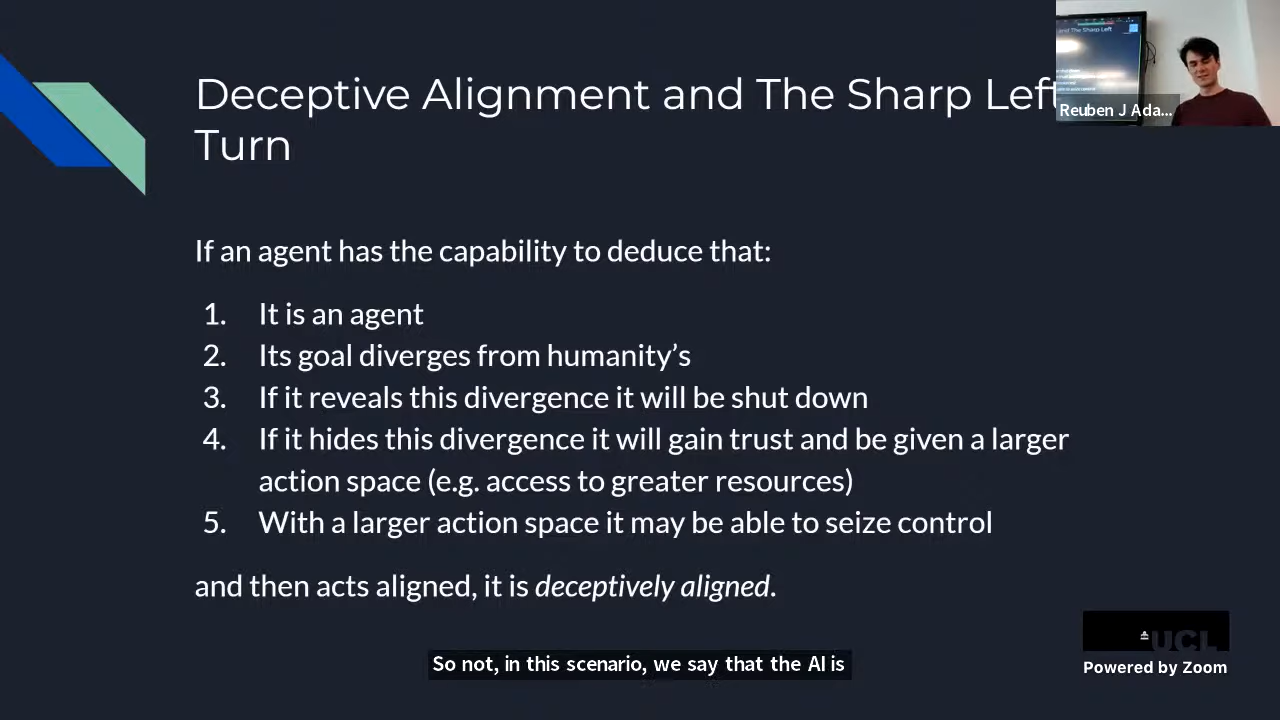 Deceptive Alignment and The Sharp Left
Turn
and The Sharp Left
Reuben J Ada...
If an agent has the capability to deduce that:
1. It is an agent
2. Its goal diverges from humanity's
3. If it reveals this divergence it will be shut down
4. If it hides this divergence it will gain trust and be given a larger
action space (e.g. access to greater resources)
5. With a larger action space it may be able to seize control
and then acts aligned, it is deceptively aligned.
UCL
So not, in this scenario, we say that the AI is
Powered by Zoom